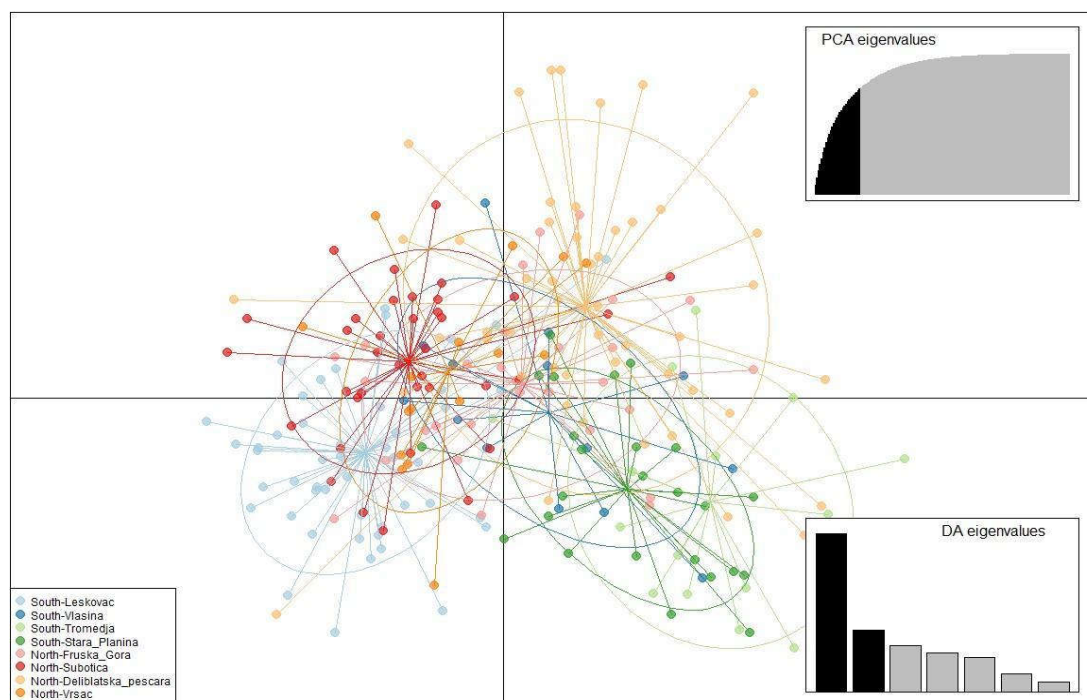 PCA eigenvalues
DA eigenvalues
South-Leskovac
South-Vlasina
South-Tromedja
South-Stara_Planina
North-Fruska_Gora
North-Subotica
North-Deliblatska_pescara
North-Vrsac